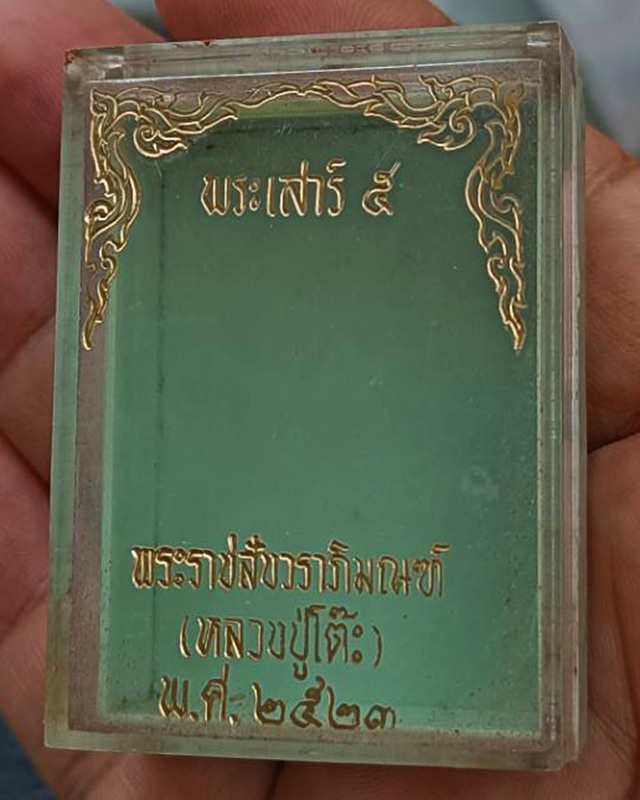 พระเสาร์ ๕
พระราชสังวราภิมณฑ์
(หลวงปู่โต๊ะ)
พ.ศ. ๒๕๒๓